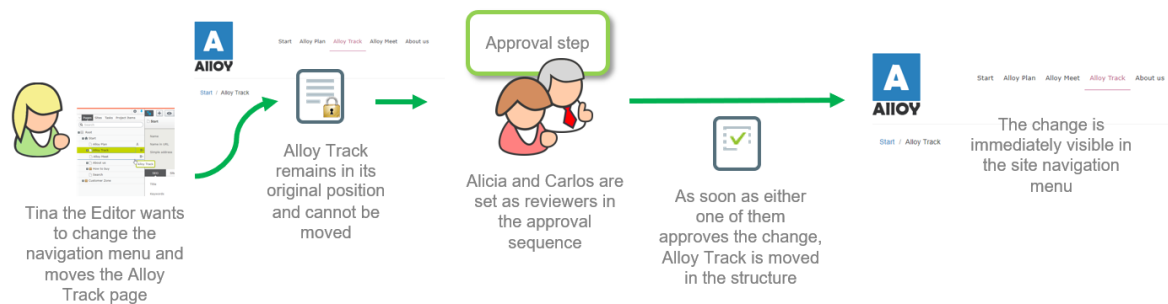 A
AllOY
Start Alloy Plan Alloy Track Alloy Meet About us
Start / Alloy Track
Approval step
A
AllOY
Start Alloy Plan Alloy Meet Alloy Track About us
Start / Alloy Track
Tina the Editor wants
to change the
navigation menu and
moves the Alloy
Track page
Alloy Track
remains in its
original position
and cannot be
moved
Alicia and Carlos are
set as reviewers in
the approval
sequence
As soon as either
one of them
approves the change,
Alloy Track is moved
in the structure
The change is
immediately visible in
the site navigation
menu